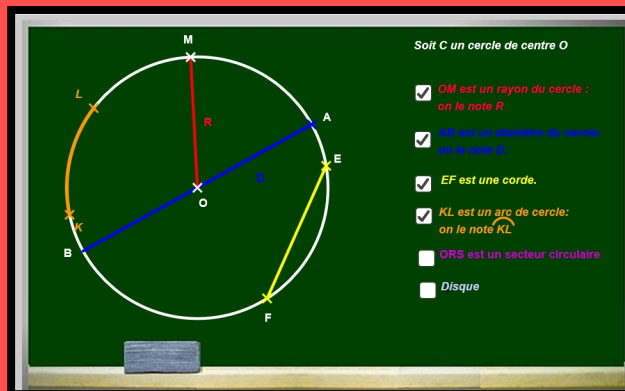 Soit C un cercle de centre O
M
L
OM est un rayon du cercle :
on le note R
A
R
AB est un diamètre du cercle:
on le note D.
E
D
EF est une corde.
O
KL est un arc de cercle:
K
on le note KL
B
ORS est un secteur circulaire
Disque
F